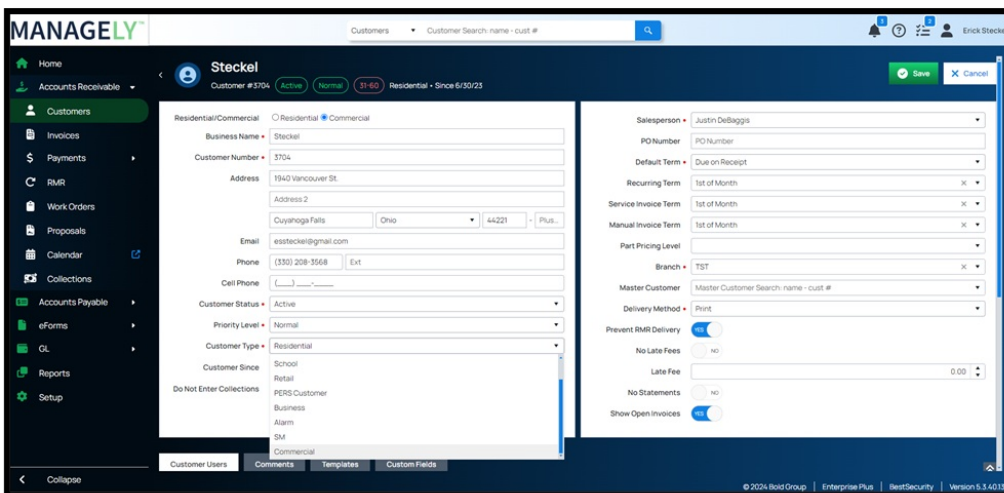 MANAGELY™
Customers Customer Search: name - cust #
3 3 Erick Stecke
Home
Accounts Receivable
Customers
Invoices
Payments
RMR
Work Orders
Proposals
Calendar
Collections
Accounts Payable
eForms
GL
Reports
Setup
Collapse
Steckel
Customer #3704 Active Normal 31-60 Residential • Since 6/30/23
Save X Cancel
Residential/Commercial Residential Commercial
Business Name • Steckel
Customer Number • 3704
Address 1940 Vancouver St.
Address 2
Cuyahoga Falls Ohio 44221 - Plus...
Email essteckel@gmail.com
Phone (330) 208-3568 Ext
Cell Phone (___) ___-____
Customer Status • Active
Priority Level • Normal
Customer Type • Residential
Customer Since
Do Not Enter Collections
School
Retail
PERS Customer
Business
Alarm
SM
Commercial
Salesperson • Justin DeBaggis
PO Number PO Number
Default Term • Due on Receipt
Recurring Term 1st of Month
Service Invoice Term 1st of Month
Manual Invoice Term 1st of Month
Part Pricing Level
Branch • TST
Master Customer Master Customer Search: name - cust #
Delivery Method • Print
Prevent RMR Delivery YES
No Late Fees NO
Late Fee 0.00
No Statements NO
Show Open Invoices YES
Customer Users Comments Templates Custom Fields
© 2024 Bold Group | Enterprise Plus | BestSecurity | Version 5.3.40.13